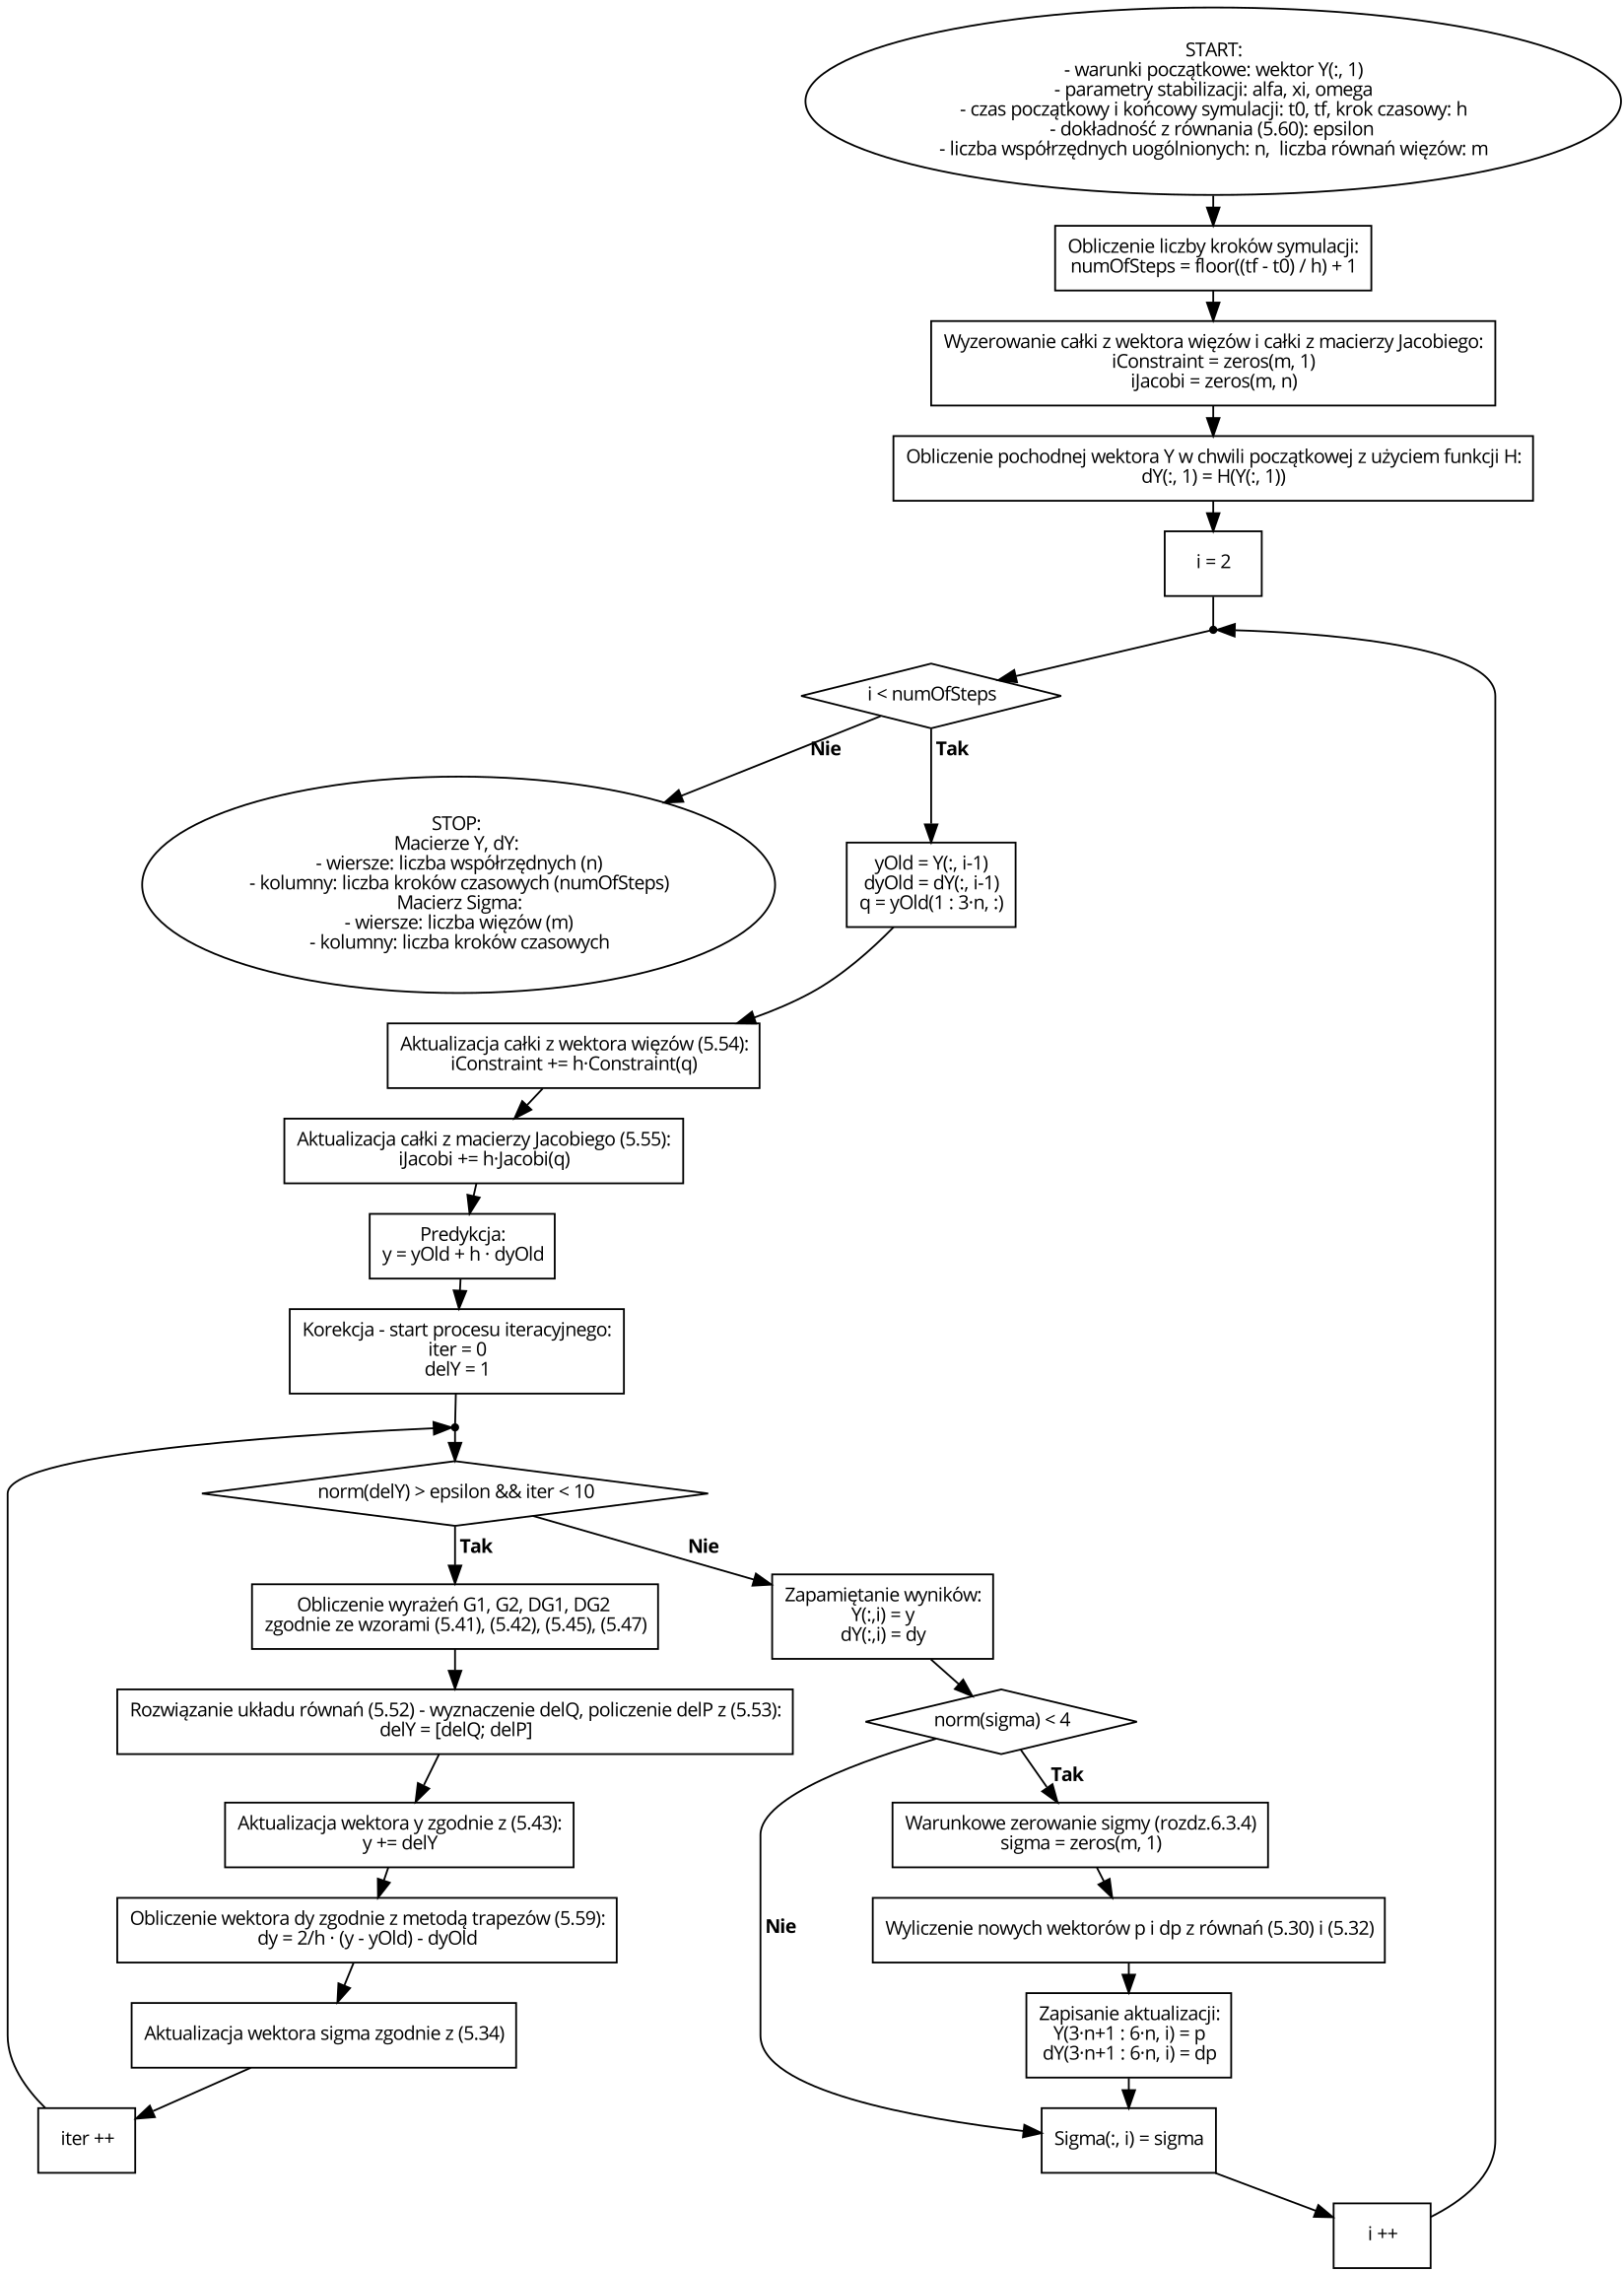 START:
- warunki początkowe: wektor Y(:, 1)
- parametry stabilizacji: alfa, xi, omega
- czas początkowy i końcowy symulacji: t0, tf, krok czasowy: h
- dokładność z równania (5.60): epsilon
- liczba współrzędnych uogólnionych: n,  liczba równań więzów: m
Obliczenie liczby kroków symulacji:
numOfSteps = floor((tf - t0) / h) + 1
Wyzerowanie całki z wektora więzów i całki z macierzy Jacobiego:
iConstraint = zeros(m, 1)
iJacobi = zeros(m, n)
Obliczenie pochodnej wektora Y w chwili początkowej z użyciem funkcji H:
dY(:, 1) = H(Y(:, 1))
i = 2
i < numOfSteps
Nie
Tak
STOP:
Macierze Y, dY:
- wiersze: liczba współrzędnych (n)
- kolumny: liczba kroków czasowych (numOfSteps)
Macierz Sigma:
- wiersze: liczba więzów (m)
- kolumny: liczba kroków czasowych
yOld = Y(:, i-1)
dyOld = dY(:, i-1)
q = yOld(1 : 3·n, :)
Aktualizacja całki z wektora więzów (5.54):
iConstraint += h·Constraint(q)
Aktualizacja całki z macierzy Jacobiego (5.55):
iJacobi += h·Jacobi(q)
Predykcja:
y = yOld + h · dyOld
Korekcja - start procesu iteracyjnego:
iter = 0
delY = 1
norm(delY) > epsilon && iter < 10
Tak
Nie
Obliczenie wyrażeń G1, G2, DG1, DG2
zgodnie ze wzorami (5.41), (5.42), (5.45), (5.47)
Zapamiętanie wyników:
Y(:,i) = y
dY(:,i) = dy
Rozwiązanie układu równań (5.52) - wyznaczenie delQ, policzenie delP z (5.53):
delY = [delQ; delP]
norm(sigma) < 4
Tak
Aktualizacja wektora y zgodnie z (5.43):
y += delY
Warunkowe zerowanie sigmy (rozdz.6.3.4)
sigma = zeros(m, 1)
Obliczenie wektora dy zgodnie z metodą trapezów (5.59):
dy = 2/h · (y - yOld) - dyOld
Nie
Wyliczenie nowych wektorów p i dp z równań (5.30) i (5.32)
Aktualizacja wektora sigma zgodnie z (5.34)
Zapisanie aktualizacji:
Y(3·n+1 : 6·n, i) = p
dY(3·n+1 : 6·n, i) = dp
iter ++
Sigma(:, i) = sigma
i ++